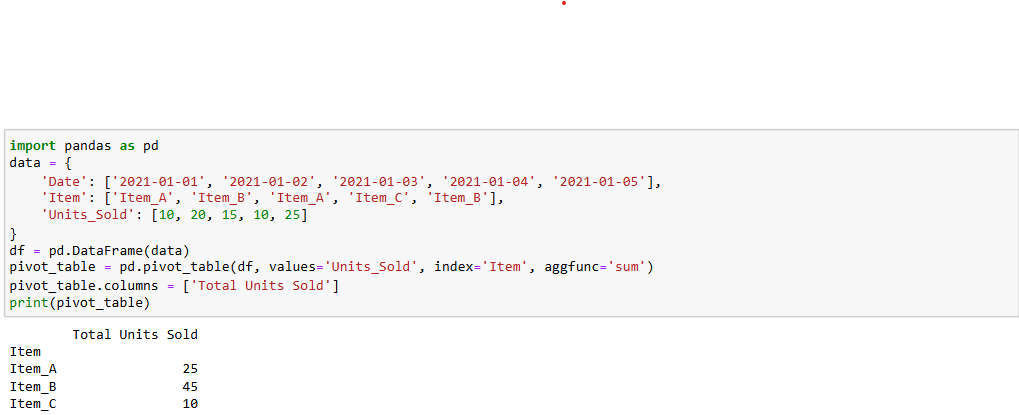 import pandas as pd
data = {
    'Date': ['2021-01-01', '2021-01-02', '2021-01-03', '2021-01-04', '2021-01-05'],
    'Item': ['Item_A', 'Item_B', 'Item_A', 'Item_C', 'Item_B'],
    'Units_Sold': [10, 20, 15, 10, 25]
}
df = pd.DataFrame(data)
pivot_table = pd.pivot_table(df, values='Units_Sold', index='Item', aggfunc='sum')
pivot_table.columns = ['Total Units Sold']
print(pivot_table)
        Total Units Sold
Item
Item_A                25
Item_B                45
Item_C                10